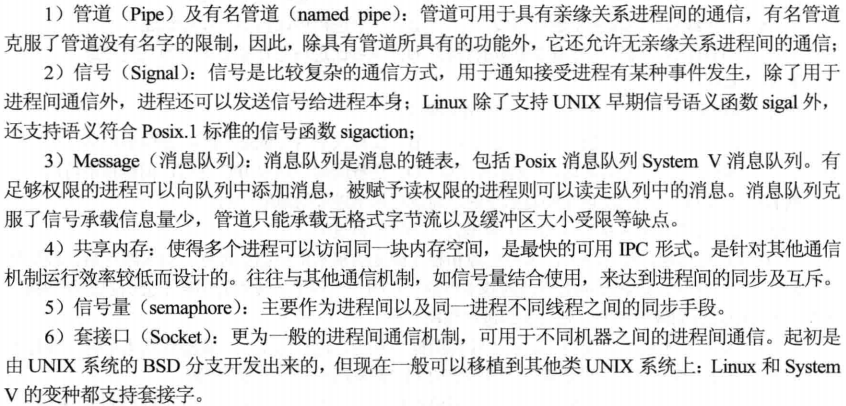 1）管道（Pipe）及有名管道（named pipe）：管道可用于具有亲缘关系进程间的通信，有名管道
克服了管道没有名字的限制，因此，除具有管道所具有的功能外，它还允许无亲缘关系进程间的通信；
2）信号（Signal）：信号是比较复杂的通信方式，用于通知接受进程有某种事件发生，除了用于
进程间通信外，进程还可以发送信号给进程本身；Linux 除了支持 UNIX 早期信号语义函数 sigal 外，
还支持语义符合 Posix.1 标准的信号函数 sigaction；
3）Message（消息队列）：消息队列是消息的链表，包括 Posix 消息队列 System V 消息队列。有
足够权限的进程可以向队列中添加消息，被赋予读权限的进程则可以读走队列中的消息。消息队列克
服了信号承载信息量少，管道只能承载无格式字节流以及缓冲区大小受限等缺点。
4）共享内存：使得多个进程可以访问同一块内存空间，是最快的可用 IPC 形式。是针对其他通信
机制运行效率较低而设计的。往往与其他通信机制，如信号量结合使用，来达到进程间的同步及互斥。
5）信号量（semaphore）：主要作为进程间以及同一进程不同线程之间的同步手段。
6）套接口（Socket）：更为一般的进程间通信机制，可用于不同机器之间的进程间通信。起初是
由 UNIX 系统的 BSD 分支开发出来的，但现在一般可以移植到其他类 UNIX 系统上：Linux 和 System
V 的变种都支持套接字。